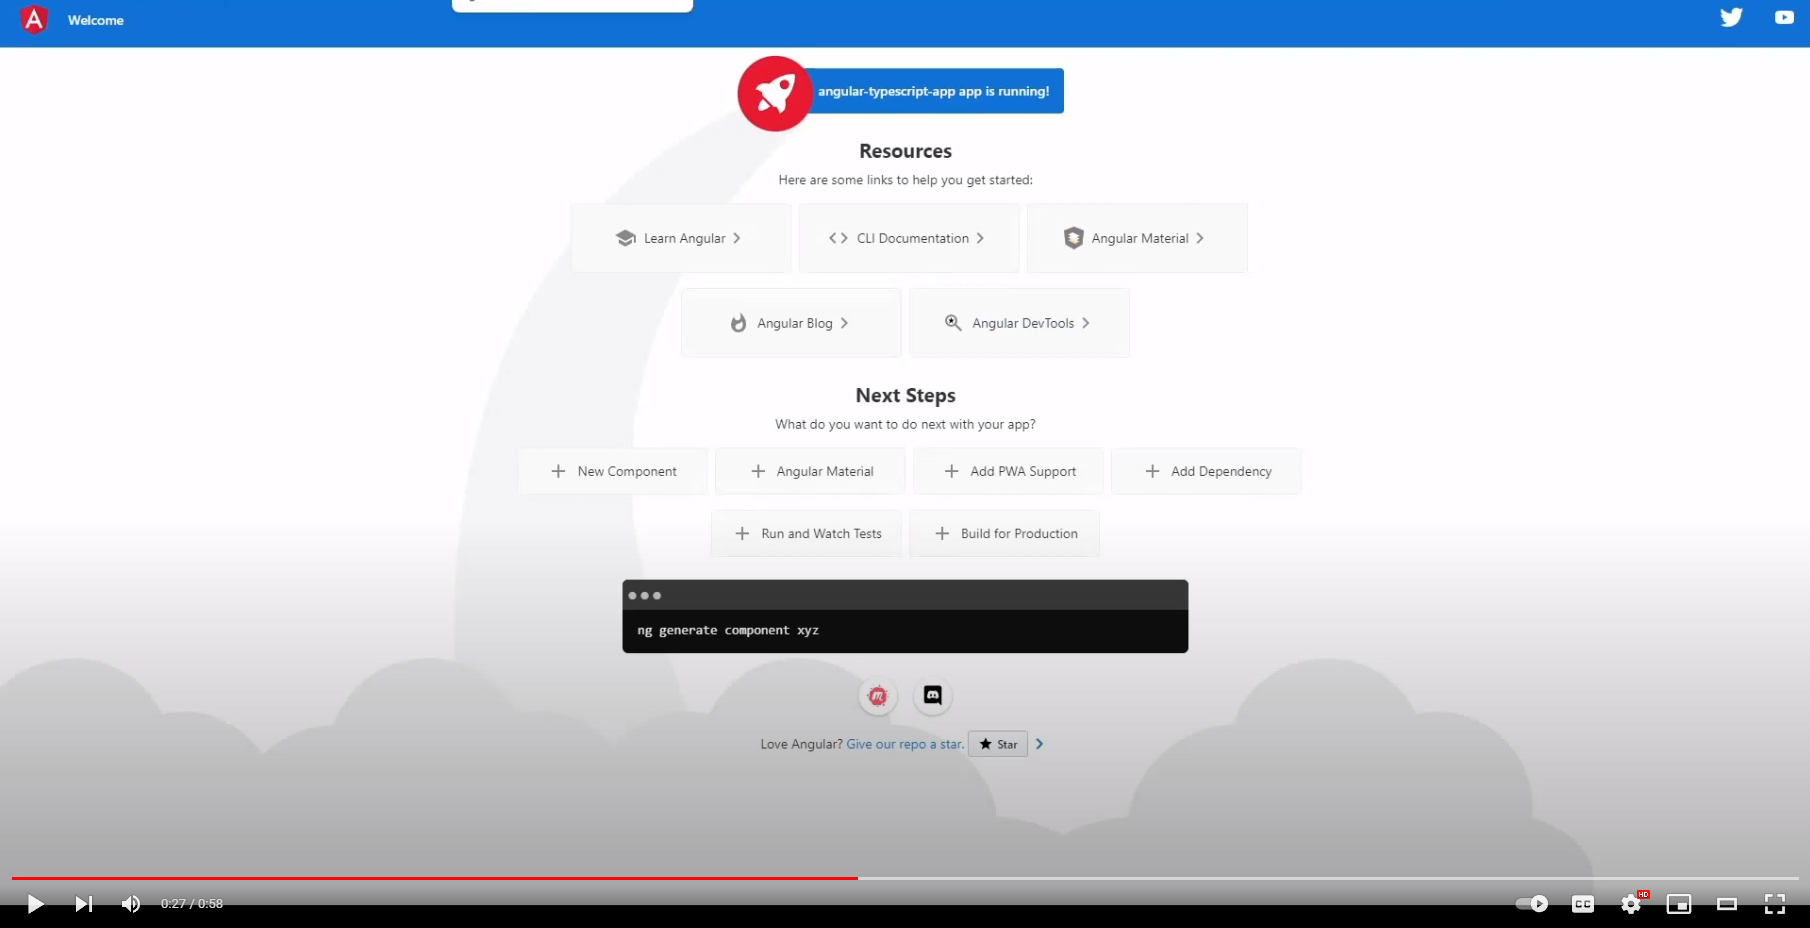 Welcome
angular-typescript-app app is running!
Resources
Here are some links to help you get started:
Learn Angular
CLI Documentation
Angular Material
Angular Blog
Angular DevTools
Next Steps
What do you want to do next with your app?
New Component
Angular Material
Add PWA Support
Add Dependency
Run and Watch Tests
Build for Production
ng generate component xyz
Love Angular? Give our repo a star. Star
0:27 / 0:58
CC
HD